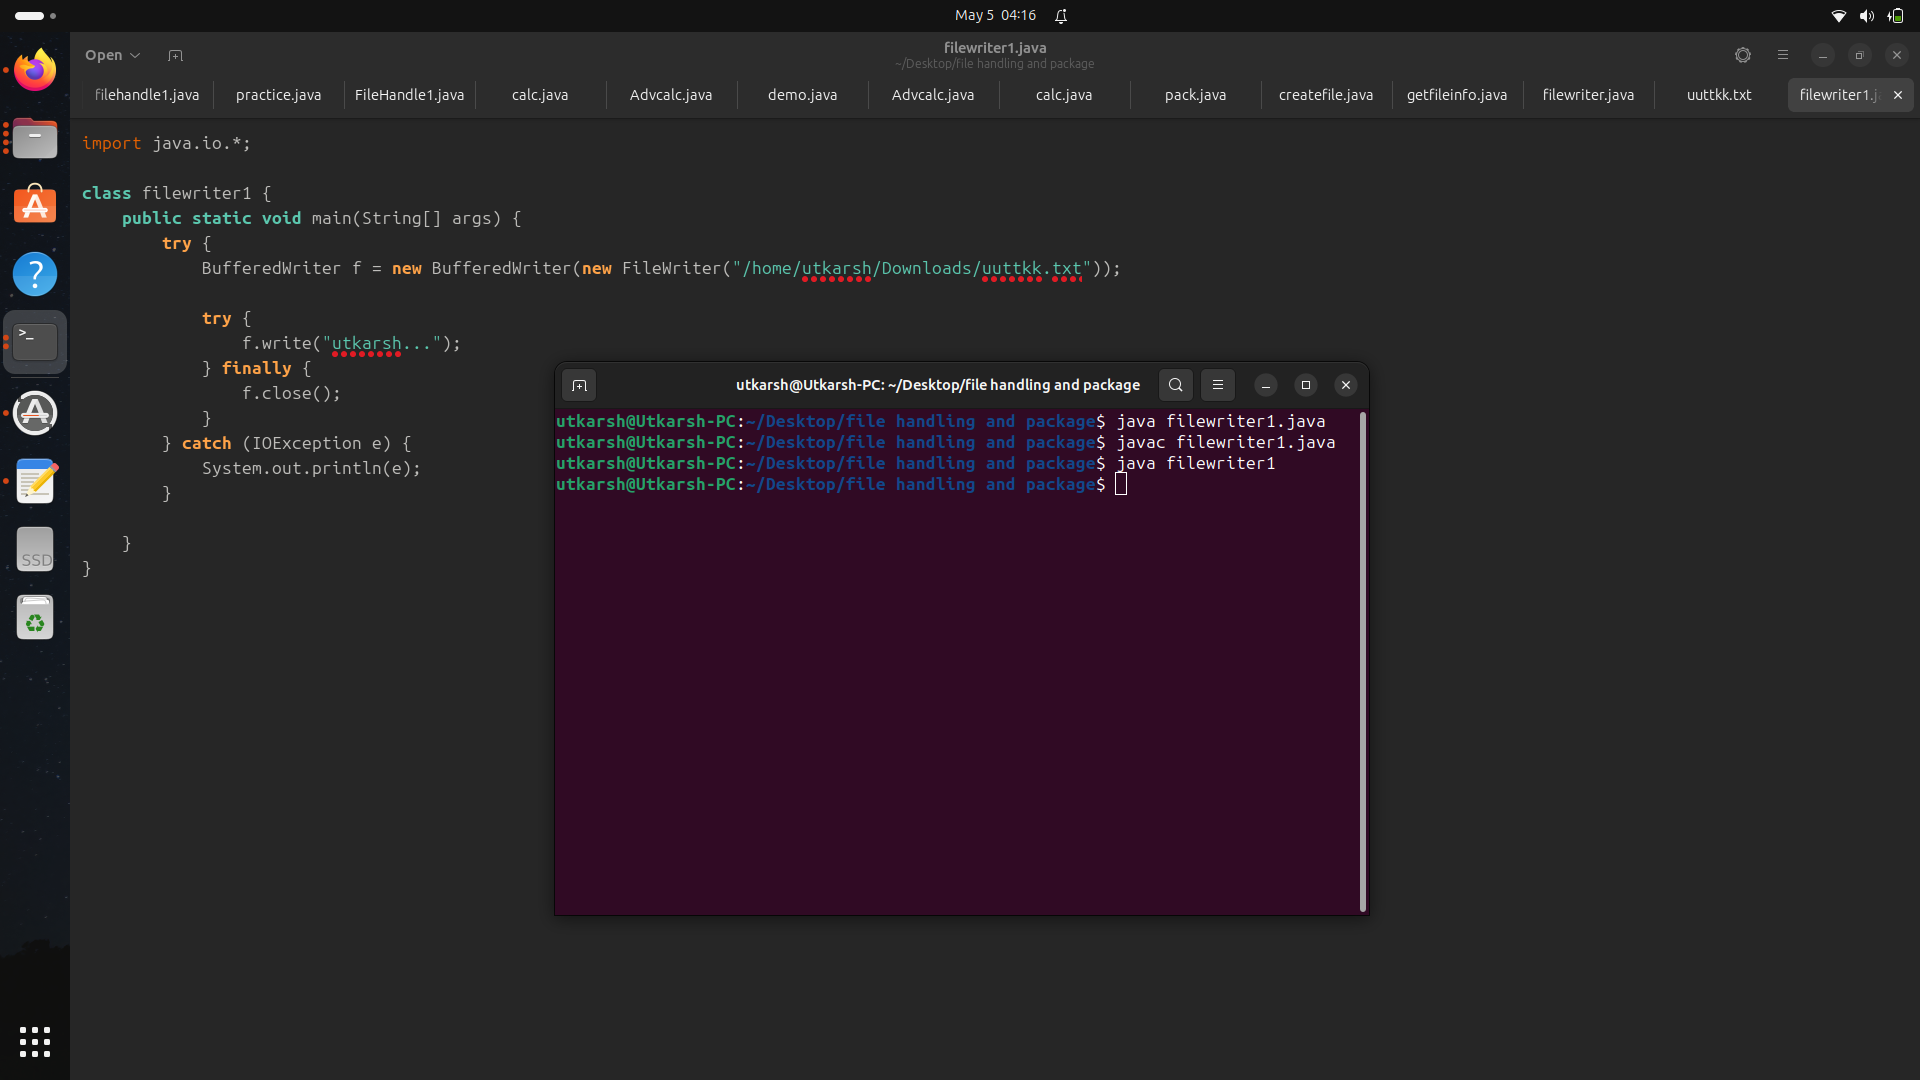 May 5 04:16
Open
filewriter1.java
~/Desktop/file handling and package
filehandle1.java practice.java FileHandle1.java calc.java Advcalc.java demo.java Advcalc.java calc.java pack.java createfile.java getfileinfo.java filewriter.java uuttkk.txt filewriter1.j
import java.io.*;
class filewriter1 {
public static void main(String[] args) {
try {
BufferedWriter f = new BufferedWriter(new FileWriter("/home/utkarsh/Downloads/uuttkk.txt"));
try {
f.write("utkarsh...");
} finally {
f.close();
}
} catch (IOException e) {
System.out.println(e);
}
}
}
utkarsh@Utkarsh-PC: ~/Desktop/file handling and package
utkarsh@Utkarsh-PC:~/Desktop/file handling and package$ java filewriter1.java
utkarsh@Utkarsh-PC:~/Desktop/file handling and package$ javac filewriter1.java
utkarsh@Utkarsh-PC:~/Desktop/file handling and package$ java filewriter1
utkarsh@Utkarsh-PC:~/Desktop/file handling and package$
SSD